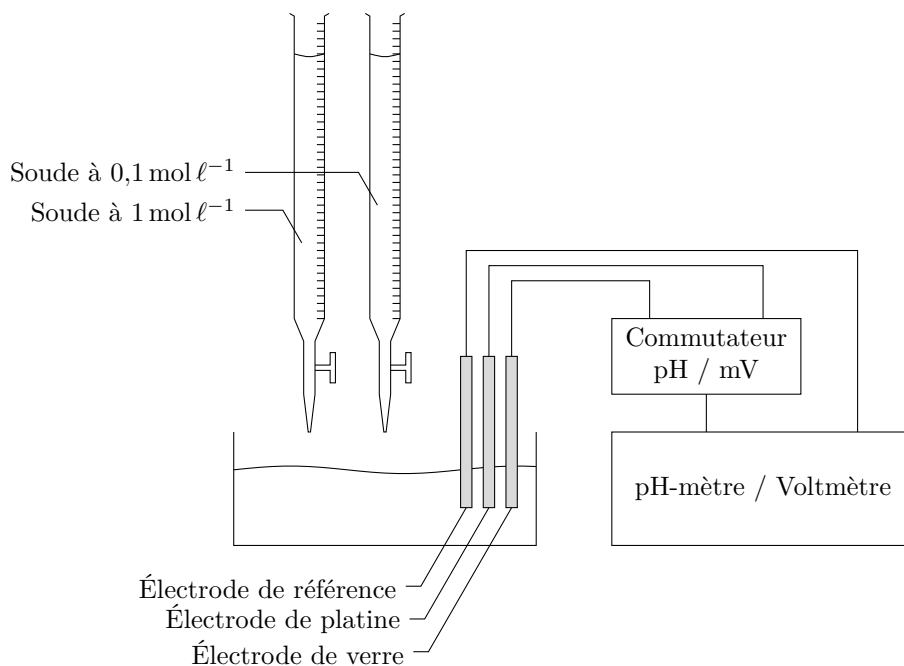 Soude à 0,1 mol ℓ⁻¹
Soude à 1 mol ℓ⁻¹
Commutateur
pH / mV
pH-mètre / Voltmètre
Électrode de référence
Électrode de platine
Électrode de verre